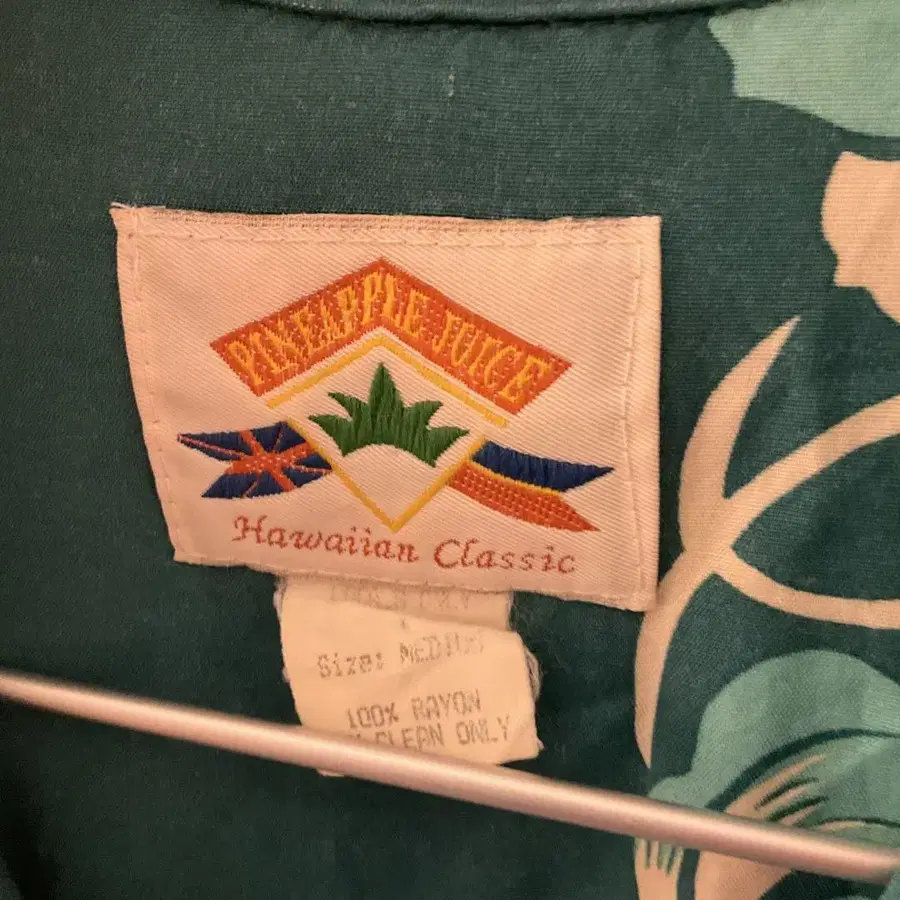 PINEAPPLE JUICE
Hawaiian Classic
Size: MEDIUM
100% RAYON
CLEAN ONLY